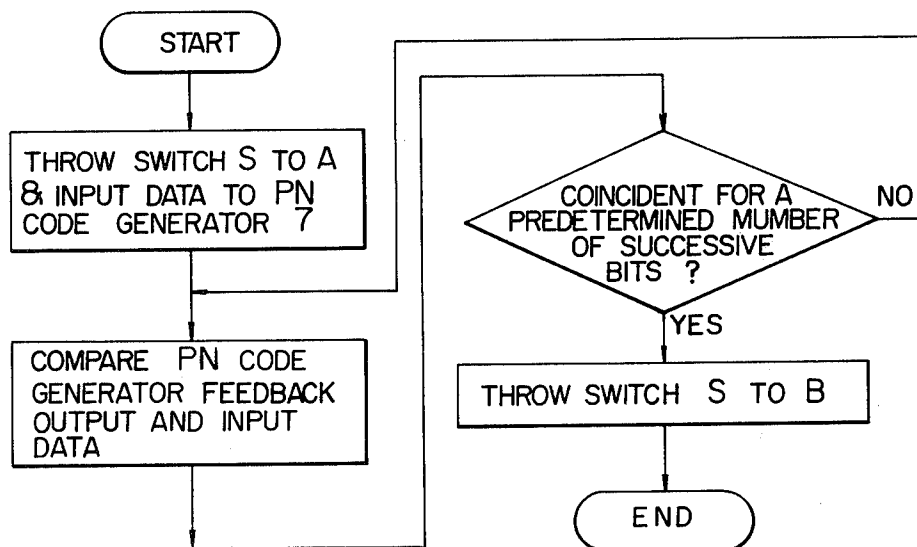 START
THROW SWITCH S TO A
& INPUT DATA TO PN
CODE GENERATOR 7
COMPARE PN CODE
GENERATOR FEEDBACK
OUTPUT AND INPUT
DATA
COINCIDENT FOR A
PREDETERMINED MUMBER
OF SUCCESSIVE
BITS ?
NO
YES
THROW SWITCH S TO B
END